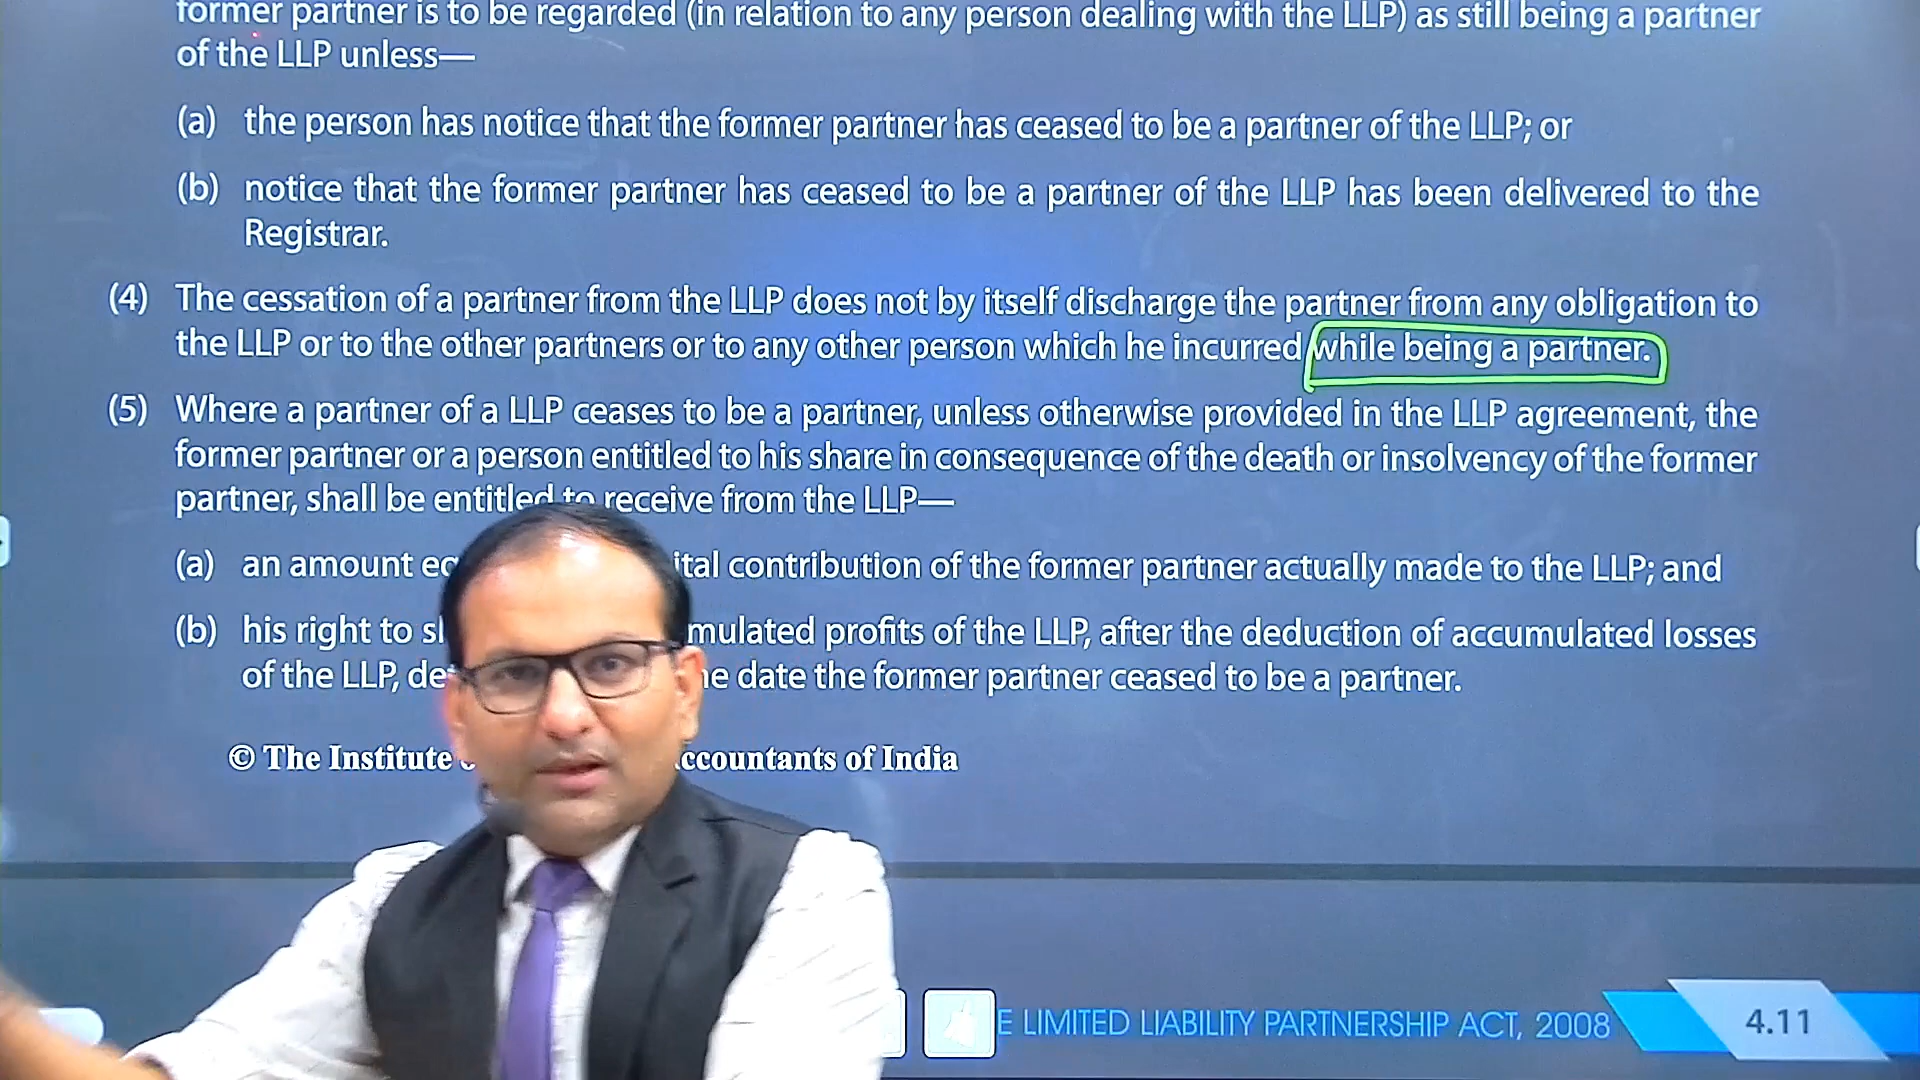 former partner is to be regarded (in relation to any person dealing with the LLP) as still being a partner
of the LLP unless—
(a) the person has notice that the former partner has ceased to be a partner of the LLP; or
(b) notice that the former partner has ceased to be a partner of the LLP has been delivered to the
Registrar.
(4) The cessation of a partner from the LLP does not by itself discharge the partner from any obligation to
the LLP or to the other partners or to any other person which he incurred while being a partner.
(5) Where a partner of a LLP ceases to be a partner, unless otherwise provided in the LLP agreement, the
former partner or a person entitled to his share in consequence of the death or insolvency of the former
partner, shall be entitled to receive from the LLP—
(a) an amount contribution of the former partner actually made to the LLP; and
(b) his right to profits of the LLP, after the deduction of accumulated losses
of the LLP, date the former partner ceased to be a partner.
© The Institute of India
LIMITED LIABILITY PARTNERSHIP ACT, 2008 4.11